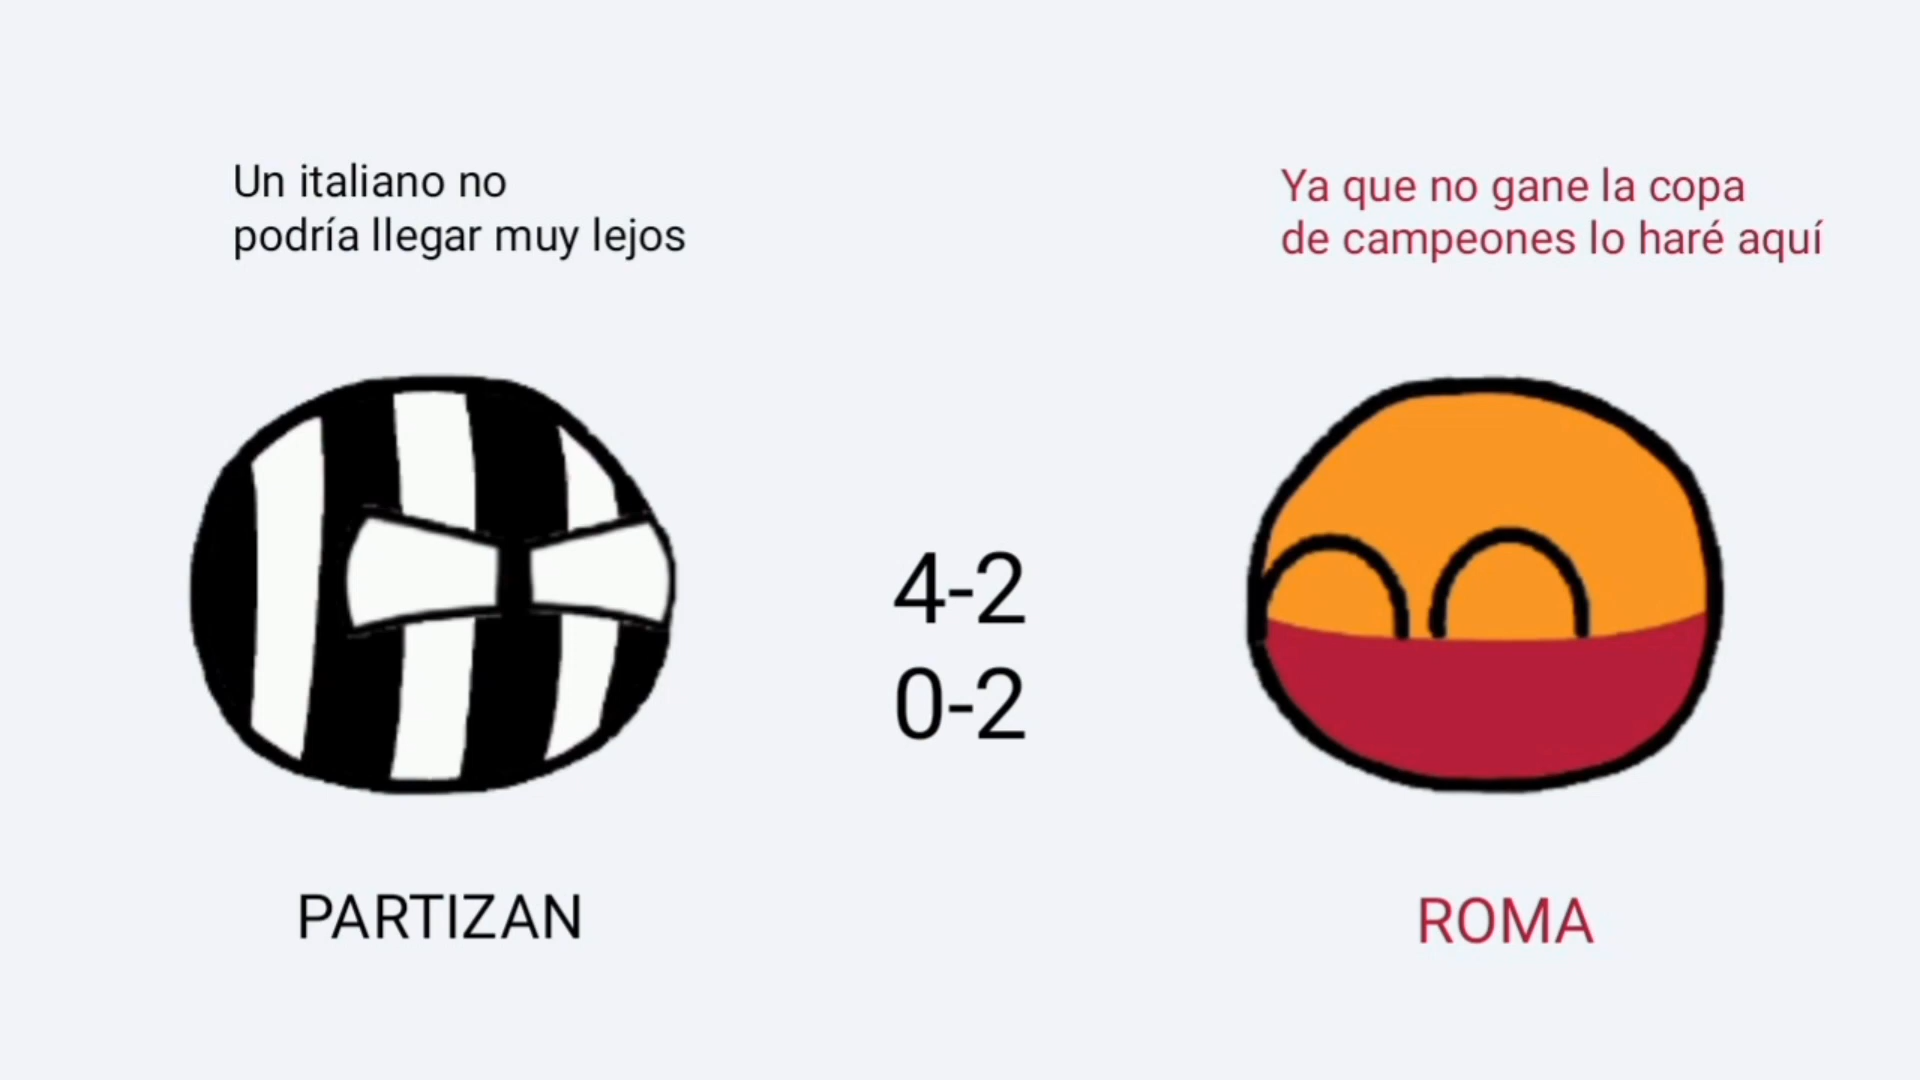 Un italiano no
podría llegar muy lejos
Ya que no gane la copa
de campeones lo haré aquí
4-2
0-2
PARTIZAN
ROMA